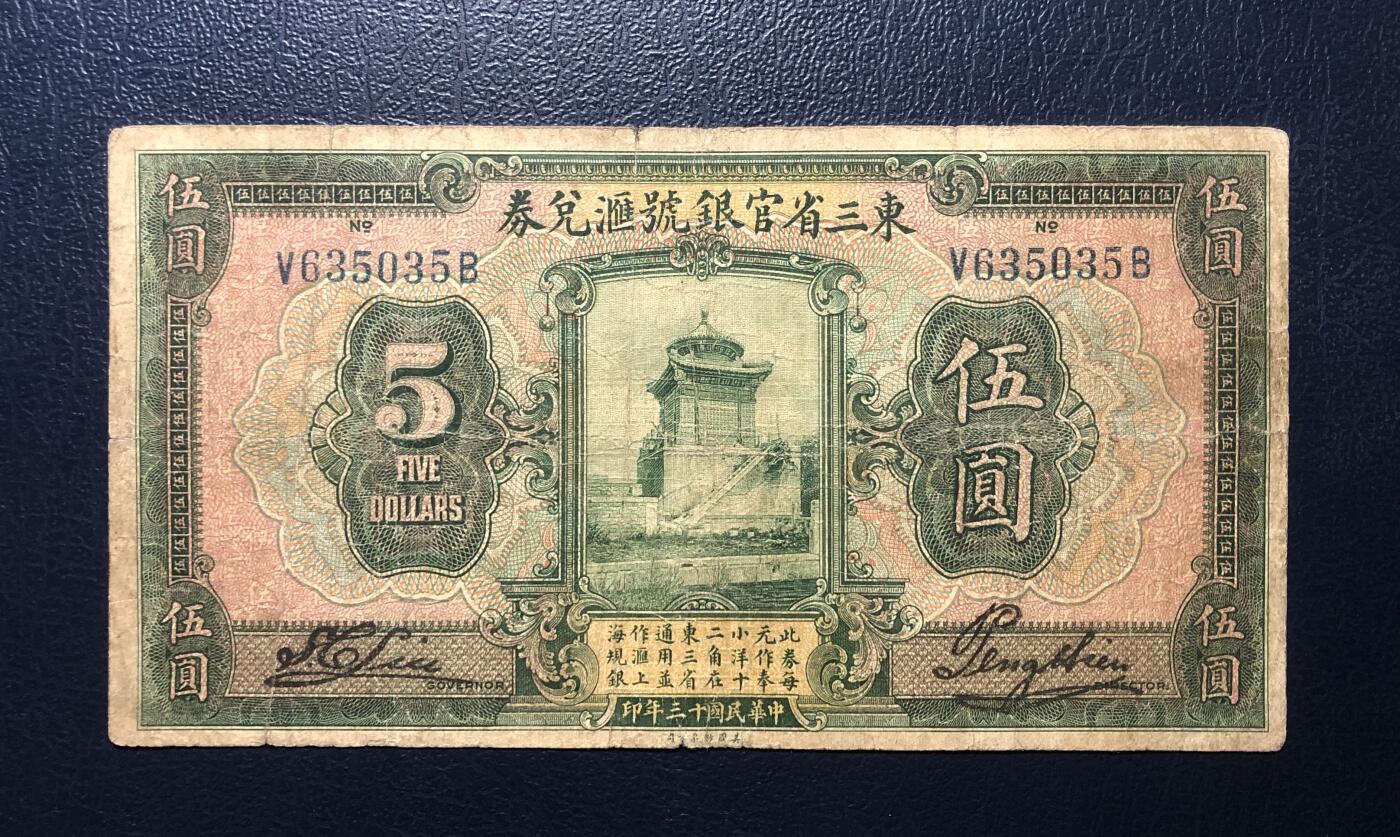 東三省官銀號滙兌券
伍圓
伍圓
№
№
V635035B
V635035B
5
FIVE
DOLLARS
伍圓
此券每
元作奉
小洋十
二角在
東三省
通用並
作滙上
海規銀
伍圓
伍圓
S.C. Liu
GOVERNOR
Peng Hsien
DIRECTOR
中華民國十三年印